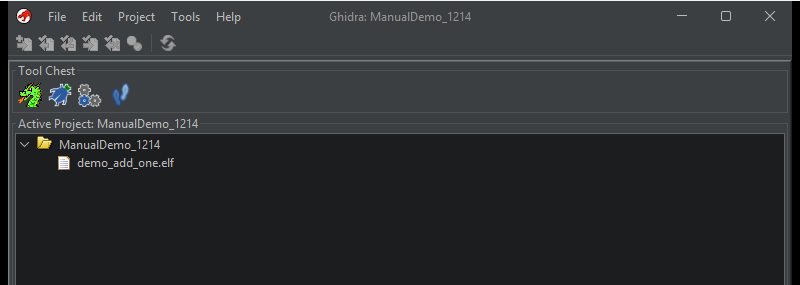 File Edit Project Tools Help Ghidra: ManualDemo_1214
Tool Chest
Active Project: ManualDemo_1214
ManualDemo_1214
demo_add_one.elf